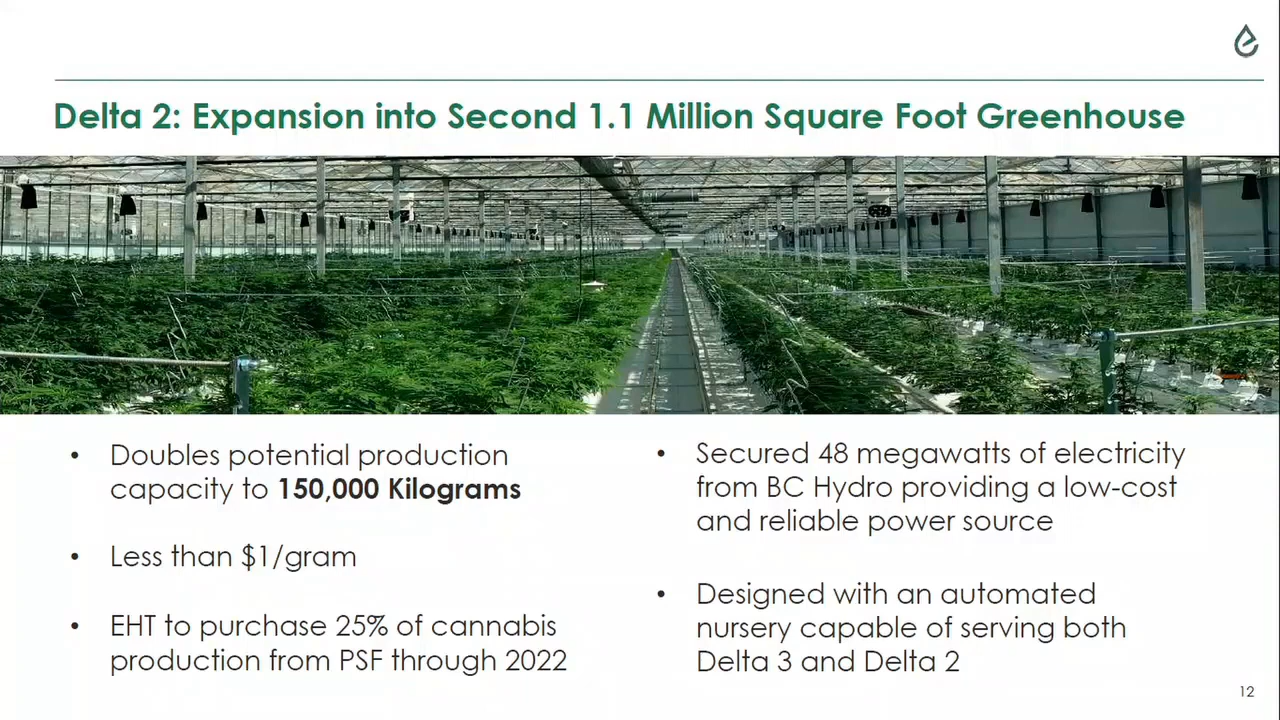 Delta 2: Expansion into Second 1.1 Million Square Foot Greenhouse
• Doubles potential production
capacity to 150,000 Kilograms
• Less than $1/gram
• EHT to purchase 25% of cannabis
production from PSF through 2022
• Secured 48 megawatts of electricity
from BC Hydro providing a low-cost
and reliable power source
• Designed with an automated
nursery capable of serving both
Delta 3 and Delta 2
12